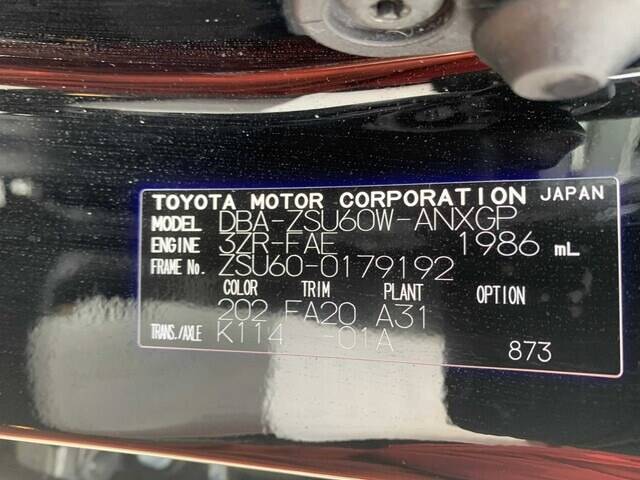 TOYOTA MOTOR CORPORATION JAPAN
MODEL DBA-ZSU60W-ANXGP
ENGINE 3ZR-FAE 1986 mL
FRAME No. ZSU60-0179192
COLOR TRIM PLANT OPTION
202 FA20 A31
TRANS./AXLE K114 -01A
873